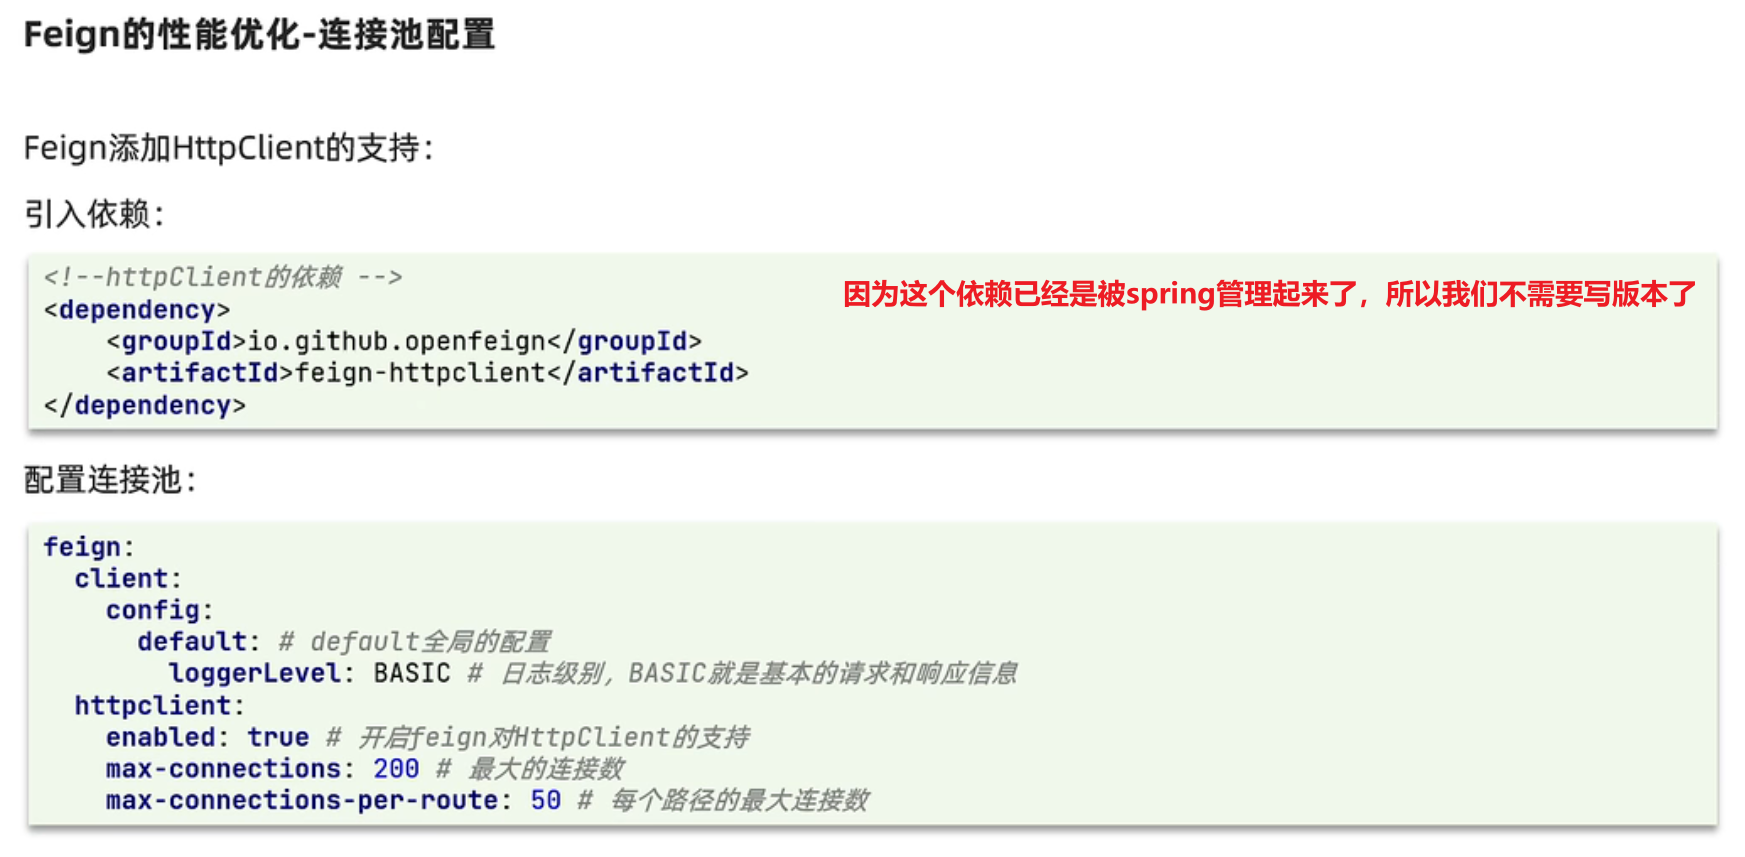 Feign的性能优化-连接池配置
Feign添加HttpClient的支持：
引入依赖：
<!--httpClient的依赖 -->
因为这个依赖已经是被spring管理起来了，所以我们不需要写版本了
<dependency>
    <groupId>io.github.openfeign</groupId>
    <artifactId>feign-httpclient</artifactId>
</dependency>
配置连接池：
feign:
  client:
    config:
      default: # default全局的配置
        loggerLevel: BASIC # 日志级别，BASIC就是基本的请求和响应信息
  httpclient:
    enabled: true # 开启feign对HttpClient的支持
    max-connections: 200 # 最大的连接数
    max-connections-per-route: 50 # 每个路径的最大连接数